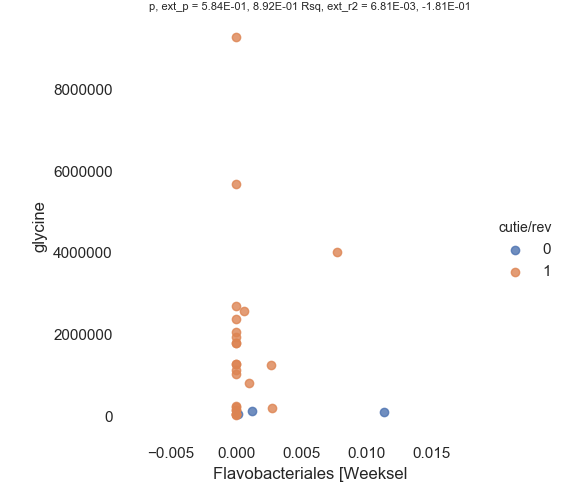 p, ext_p = 5.84E-01, 8.92E-01 Rsq, ext_r2 = 6.81E-03, -1.81E-01
8000000
6000000
4000000
2000000
0
glycine
cutie/rev
0
1
−0.005 0.000 0.005 0.010 0.015
Flavobacteriales [Weeksel